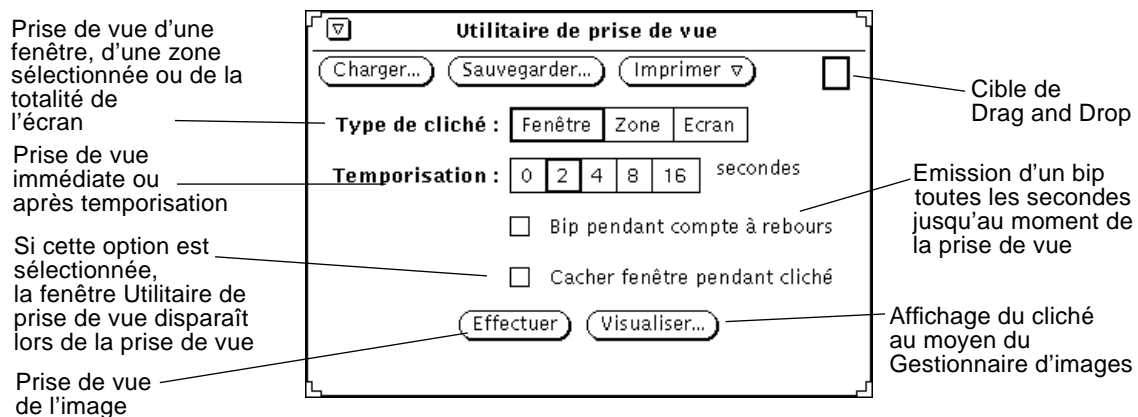 Prise de vue d'une
fenêtre, d'une zone
sélectionnée ou de la
totalité de
l'écran
Prise de vue
immédiate ou
après temporisation
Si cette option est
sélectionnée,
la fenêtre Utilitaire de
prise de vue disparaît
lors de la prise de vue
Prise de vue
de l'image
Utilitaire de prise de vue
Charger... Sauvegarder... Imprimer
Type de cliché : Fenêtre Zone Ecran
Temporisation : 0 2 4 8 16 secondes
Bip pendant compte à rebours
Cacher fenêtre pendant cliché
Effectuer Visualiser...
Cible de
Drag and Drop
Emission d'un bip
toutes les secondes
jusqu'au moment de
la prise de vue
Affichage du cliché
au moyen du
Gestionnaire d'images